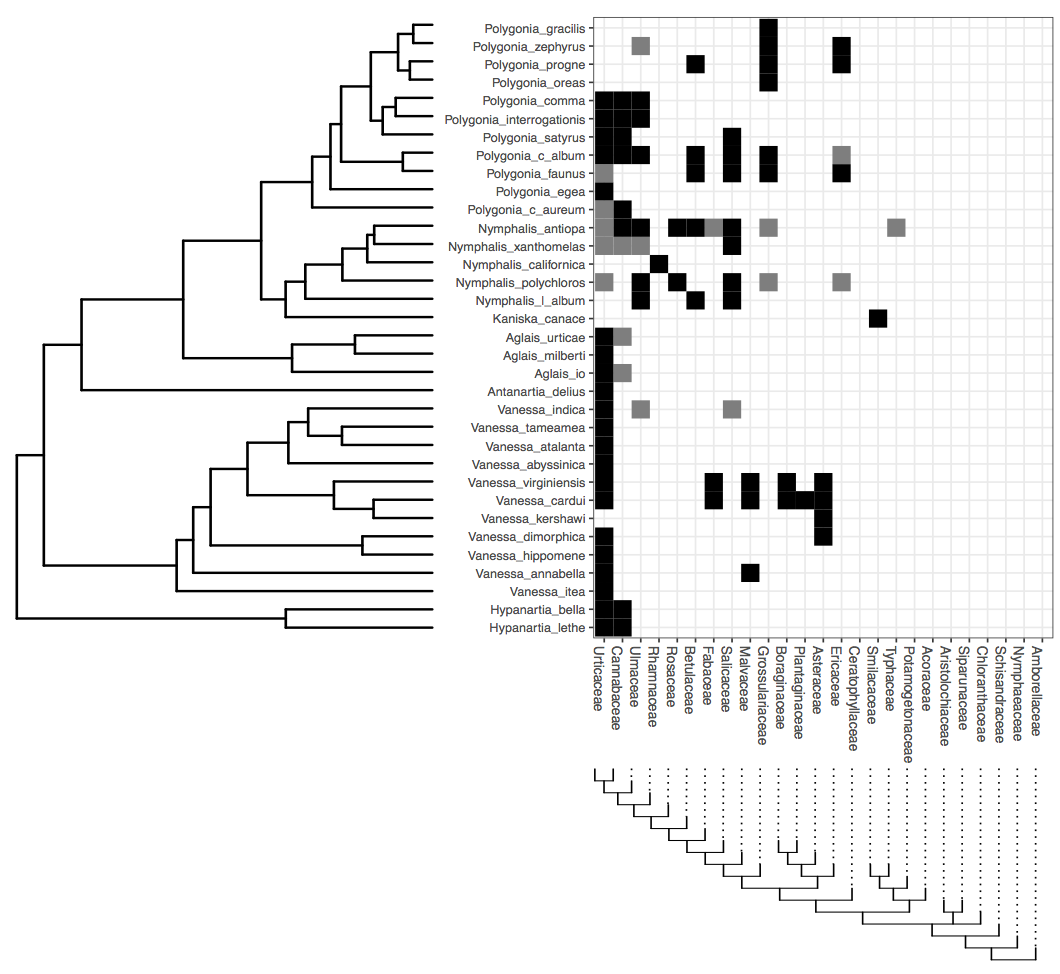 Polygonia_gracilis
Polygonia_zephyrus
Polygonia_progne
Polygonia_oreas
Polygonia_comma
Polygonia_interrogationis
Polygonia_satyrus
Polygonia_c_album
Polygonia_faunus
Polygonia_egea
Polygonia_c_aureum
Nymphalis_antiopa
Nymphalis_xanthomelas
Nymphalis_californica
Nymphalis_polychloros
Nymphalis_l_album
Kaniska_canace
Aglais_urticae
Aglais_milberti
Aglais_io
Antanartia_delius
Vanessa_indica
Vanessa_tameamea
Vanessa_atalanta
Vanessa_abyssinica
Vanessa_virginiensis
Vanessa_cardui
Vanessa_kershawi
Vanessa_dimorphica
Vanessa_hippomene
Vanessa_annabella
Vanessa_itea
Hypanartia_bella
Hypanartia_lethe
Urticaceae
Cannabaceae
Ulmaceae
Rhamnaceae
Rosaceae
Betulaceae
Fabaceae
Salicaceae
Malvaceae
Grossulariaceae
Boraginaceae
Plantaginaceae
Asteraceae
Ericaceae
Ceratophyllaceae
Smilacaceae
Typhaceae
Potamogetonaceae
Acoraceae
Aristolochiaceae
Siparunaceae
Chloranthaceae
Schisandraceae
Nymphaeaceae
Amborellaceae